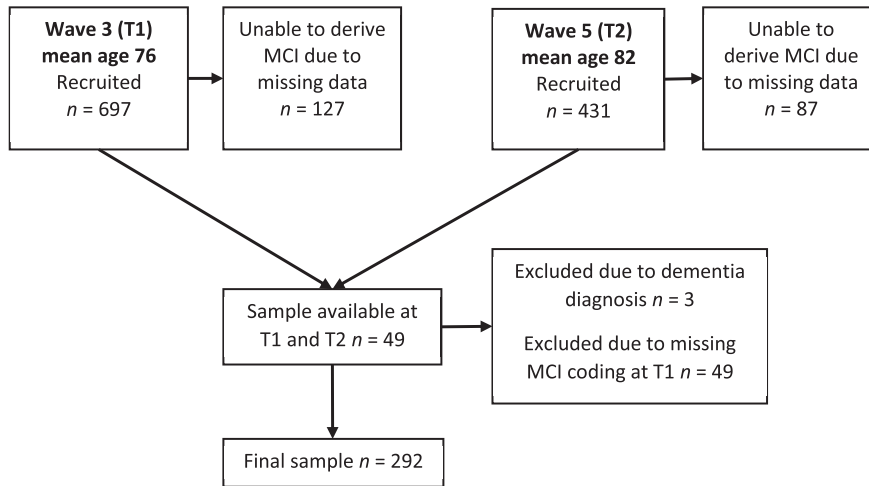 Wave 3 (T1)
mean age 76
Recruited
n = 697
Unable to derive
MCI due to
missing data
n = 127
Wave 5 (T2)
mean age 82
Recruited
n = 431
Unable to
derive MCI due
to missing data
n = 87
Sample available at
T1 and T2 n = 49
Excluded due to dementia
diagnosis n = 3
Excluded due to missing
MCI coding at T1 n = 49
Final sample n = 292